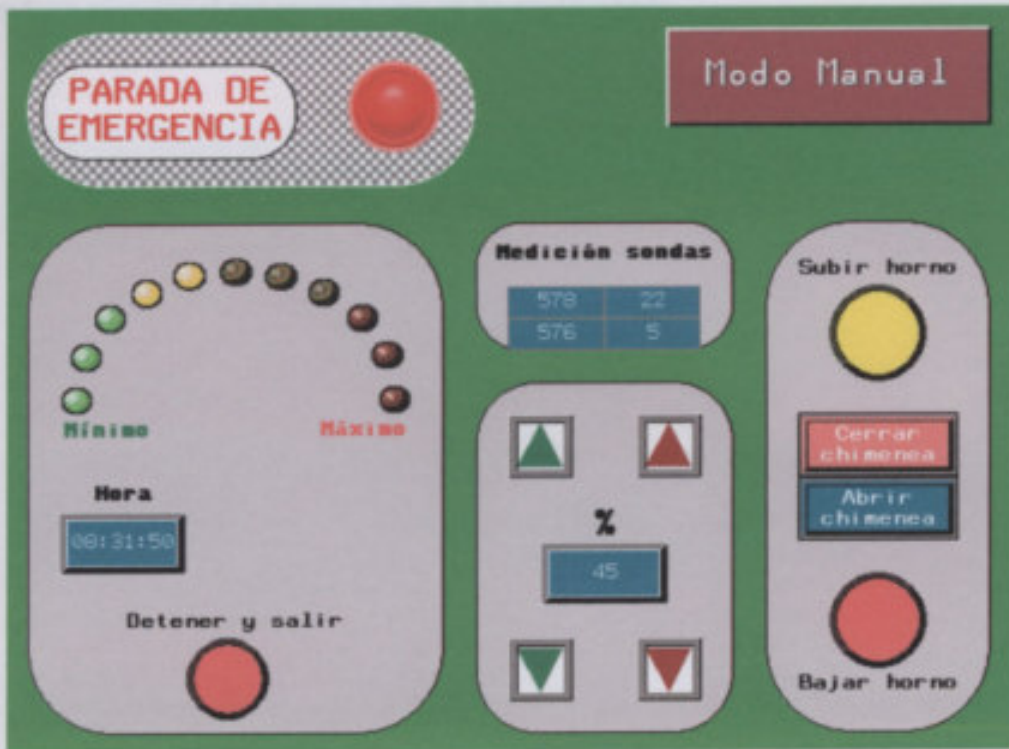 PARADA DE
EMERGENCIA
Modo Manual
Mínimo
Máximo
Hora
08:31:50
Detener y salir
Medición sondas
578 22
576 5
%
45
Subir horno
Cerrar
chimenea
Abrir
chimenea
Bajar horno